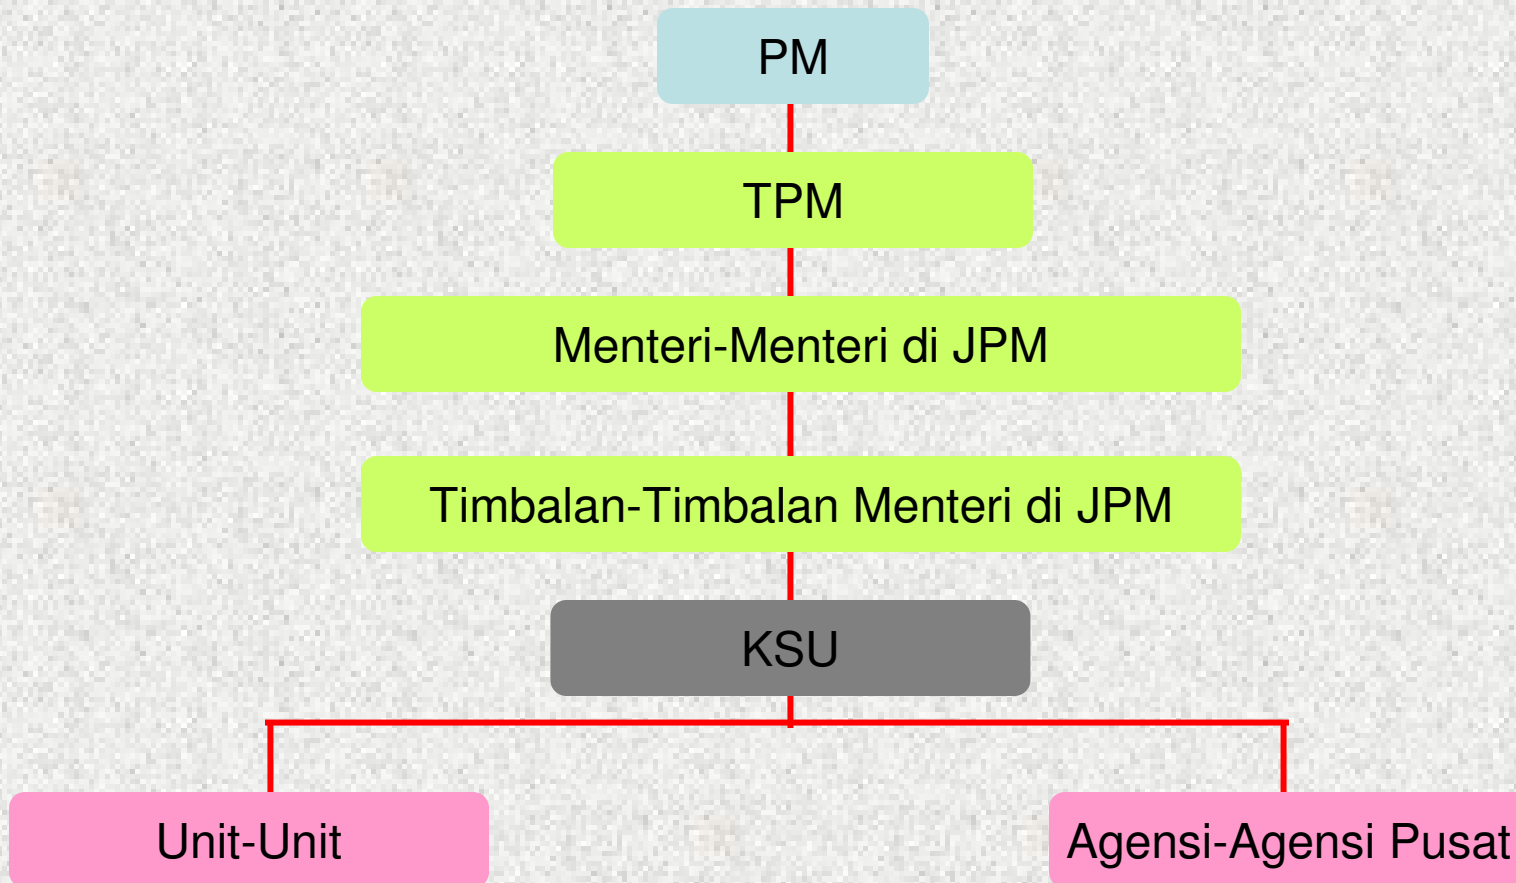 PM
TPM
Menteri-Menteri di JPM
Timbalan-Timbalan Menteri di JPM
KSU
Unit-Unit
Agensi-Agensi Pusat